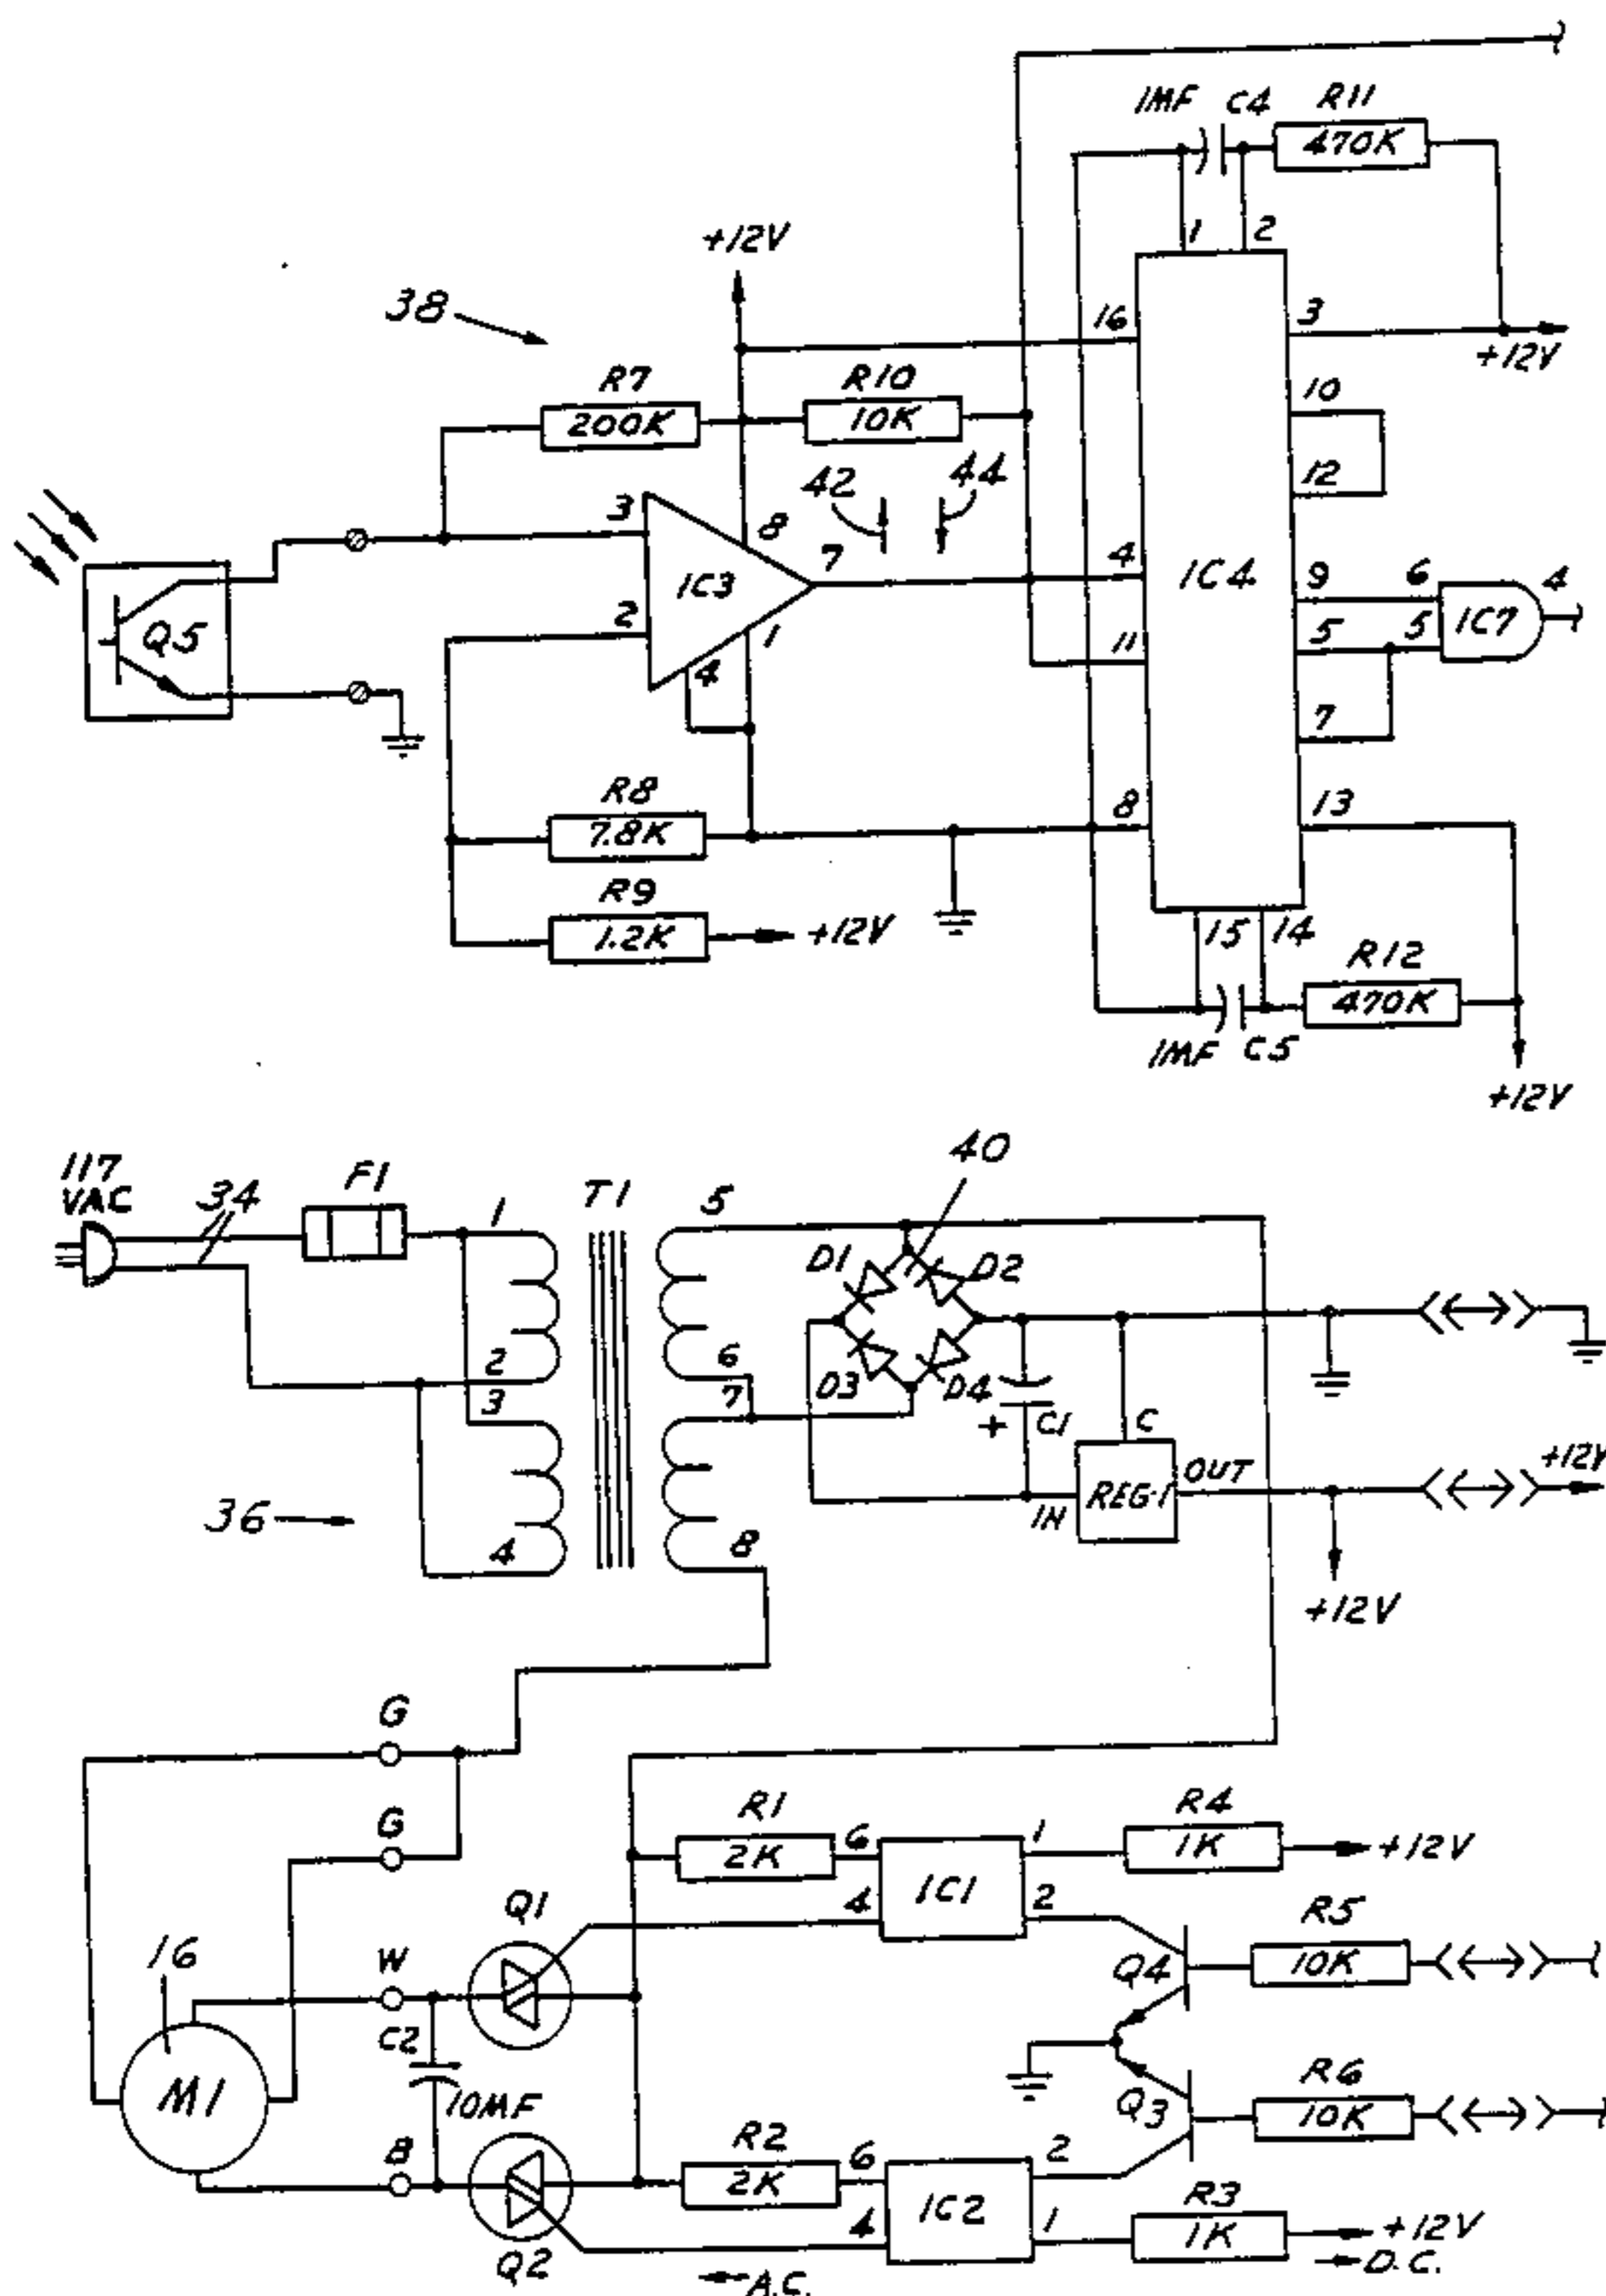 1MF C4 R11
470K
1 2
+12V
38
16 3
+12V
R7 R10
200K 10K
10
42 44
12
3 8 7 4 IC4 9 6 4
IC3
IC7
Q5 2 1 11 5 5
4
7
R8
7.8K
8 13
R9
1.2K +12V
15 14 R12
470K
1MF C5
+12V
40
117
VAC
34 F1 T1
1 5
D1 D2
2 6
3 7 D3 D4
+ C1 C
OUT +12V
REG-1
IN
36
4 8
+12V
G
G
R1 R4
2K 6 1 1K +12V
IC1
Q1 4 2 R5
10K
16 W Q4
C2
M1
10MF R6
Q3 10K
B R2 6 2
2K
IC2 R3
4 1 1K +12V
Q2 D.C.
A.C.